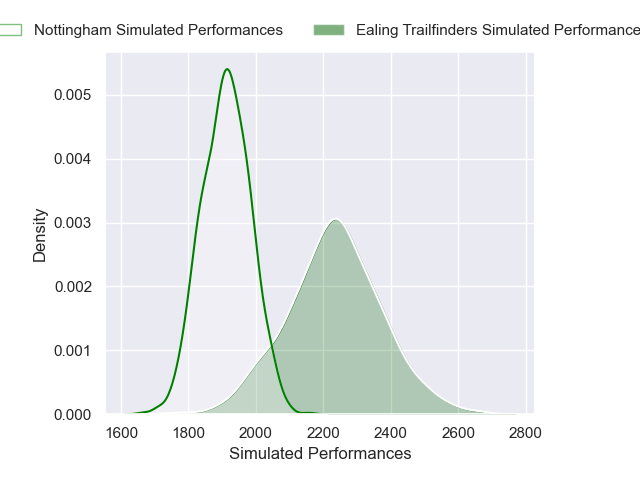 Nottingham Simulated Performances
Ealing Trailfinders Simulated Performance
0.005
0.004
0.003
0.002
0.001
0.000
Density
1600 1800 2000 2200 2400 2600 2800
Simulated Performances